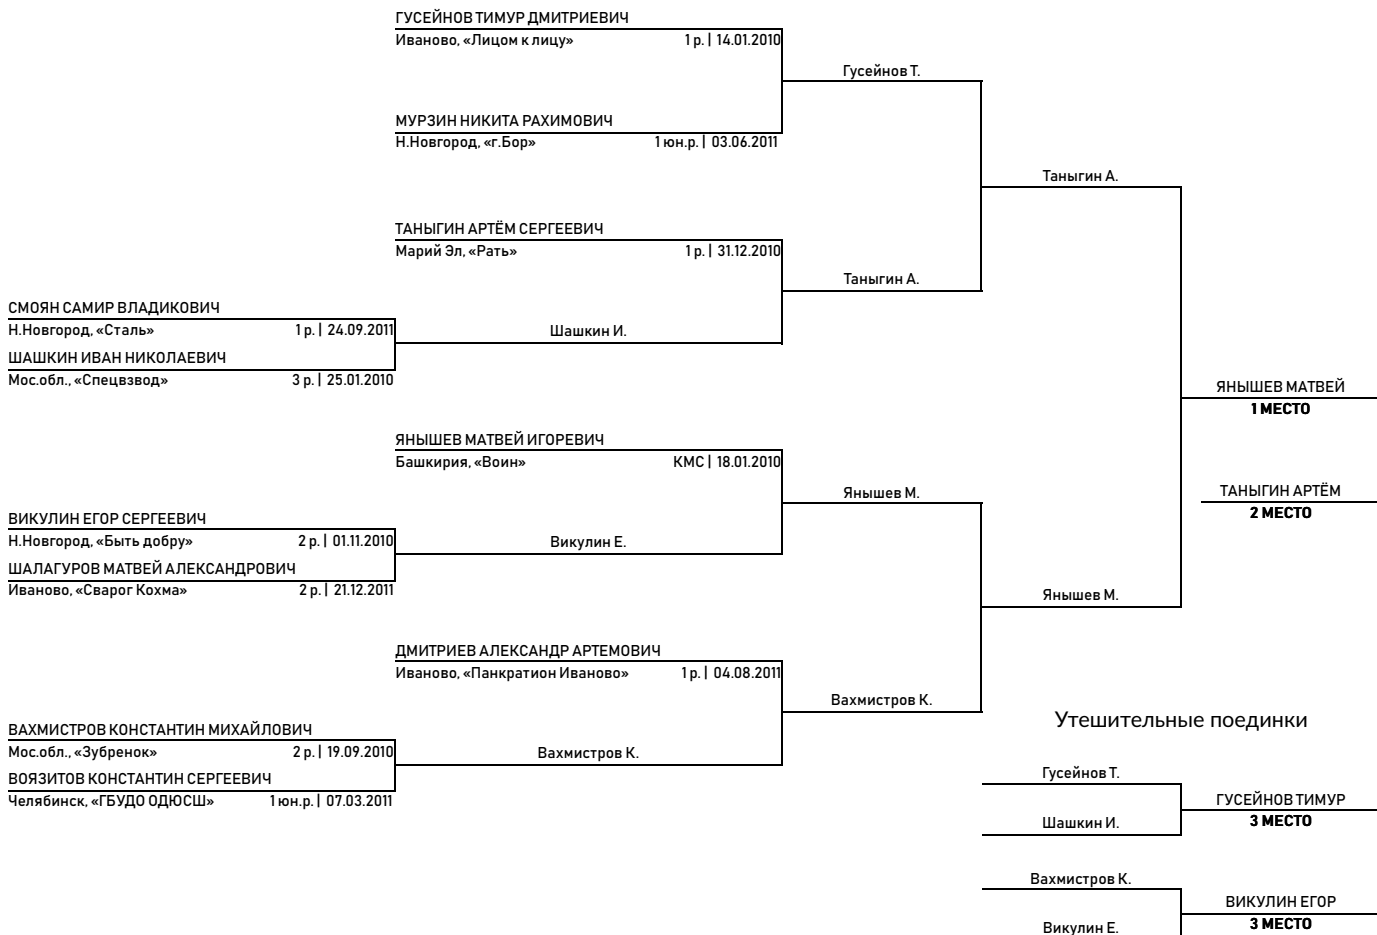 ГУСЕЙНОВ ТИМУР ДМИТРИЕВИЧ
Иваново, «Лицом к лицу» 1 р. | 14.01.2010
Гусейнов Т.
МУРЗИН НИКИТА РАХИМОВИЧ
Н.Новгород, «г.Бор» 1 юн.р. | 03.06.2011
Таныгин А.
ТАНЫГИН АРТЁМ СЕРГЕЕВИЧ
Марий Эл, «Рать» 1 р. | 31.12.2010
Таныгин А.
СМОЯН САМИР ВЛАДИКОВИЧ
Н.Новгород, «Сталь» 1 р. | 24.09.2011
Шашкин И.
ШАШКИН ИВАН НИКОЛАЕВИЧ
Мос.обл., «Спецвзвод» 3 р. | 25.01.2010
ЯНЫШЕВ МАТВЕЙ
1 МЕСТО
ЯНЫШЕВ МАТВЕЙ ИГОРЕВИЧ
Башкирия, «Воин» КМС | 18.01.2010
Янышев М.
ТАНЫГИН АРТЁМ
2 МЕСТО
ВИКУЛИН ЕГОР СЕРГЕЕВИЧ
Н.Новгород, «Быть добру» 2 р. | 01.11.2010
Викулин Е.
ШАЛАГУРОВ МАТВЕЙ АЛЕКСАНДРОВИЧ
Иваново, «Сварог Кохма» 2 р. | 21.12.2011
Янышев М.
ДМИТРИЕВ АЛЕКСАНДР АРТЕМОВИЧ
Иваново, «Панкратион Иваново» 1 р. | 04.08.2011
Вахмистров К.
Утешительные поединки
ВАХМИСТРОВ КОНСТАНТИН МИХАЙЛОВИЧ
Мос.обл., «Зубренок» 2 р. | 19.09.2010
Вахмистров К.
ВОЯЗИТОВ КОНСТАНТИН СЕРГЕЕВИЧ
Челябинск, «ГБУДО ОДЮСШ» 1 юн.р. | 07.03.2011
Гусейнов Т.
ГУСЕЙНОВ ТИМУР
3 МЕСТО
Шашкин И.
Вахмистров К.
ВИКУЛИН ЕГОР
3 МЕСТО
Викулин Е.